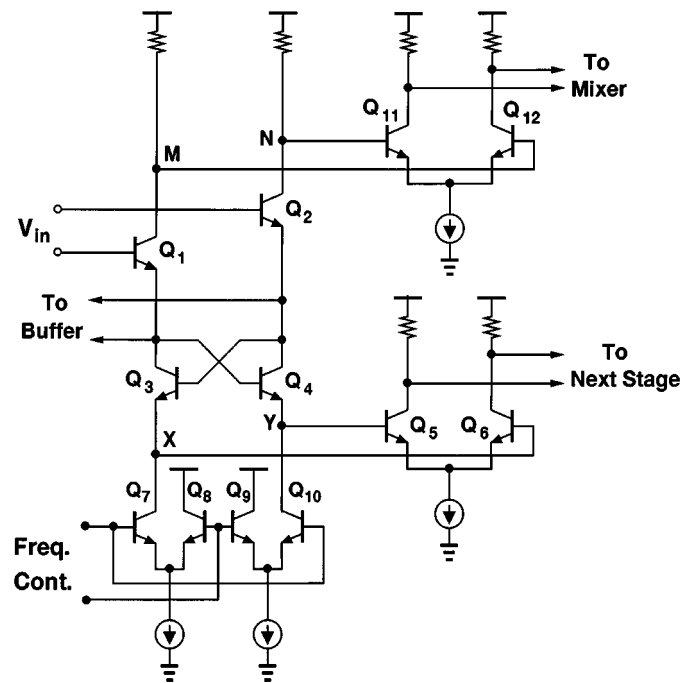 To
Mixer
Q11
Q12
N
M
Vin
Q2
Q1
To
Buffer
To
Next Stage
Q3
Q4
Y
Q5
Q6
X
Q7
Q8
Q9
Q10
Freq.
Cont.